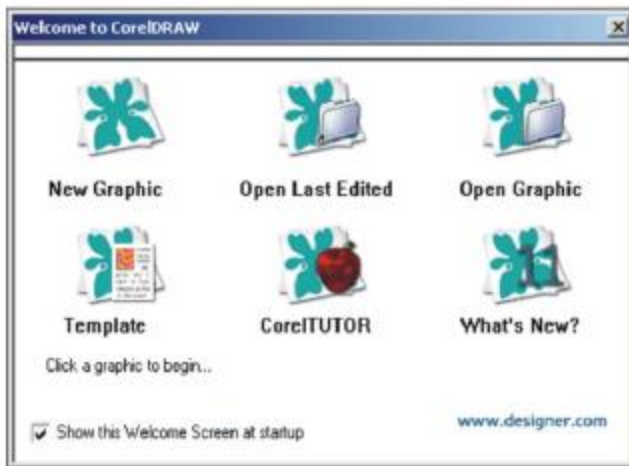 Welcome to CorelDRAW
New Graphic Open Last Edited Open Graphic
Template CorelTUTOR What's New?
Click a graphic to begin...
Show this Welcome Screen at startup
www.designer.com